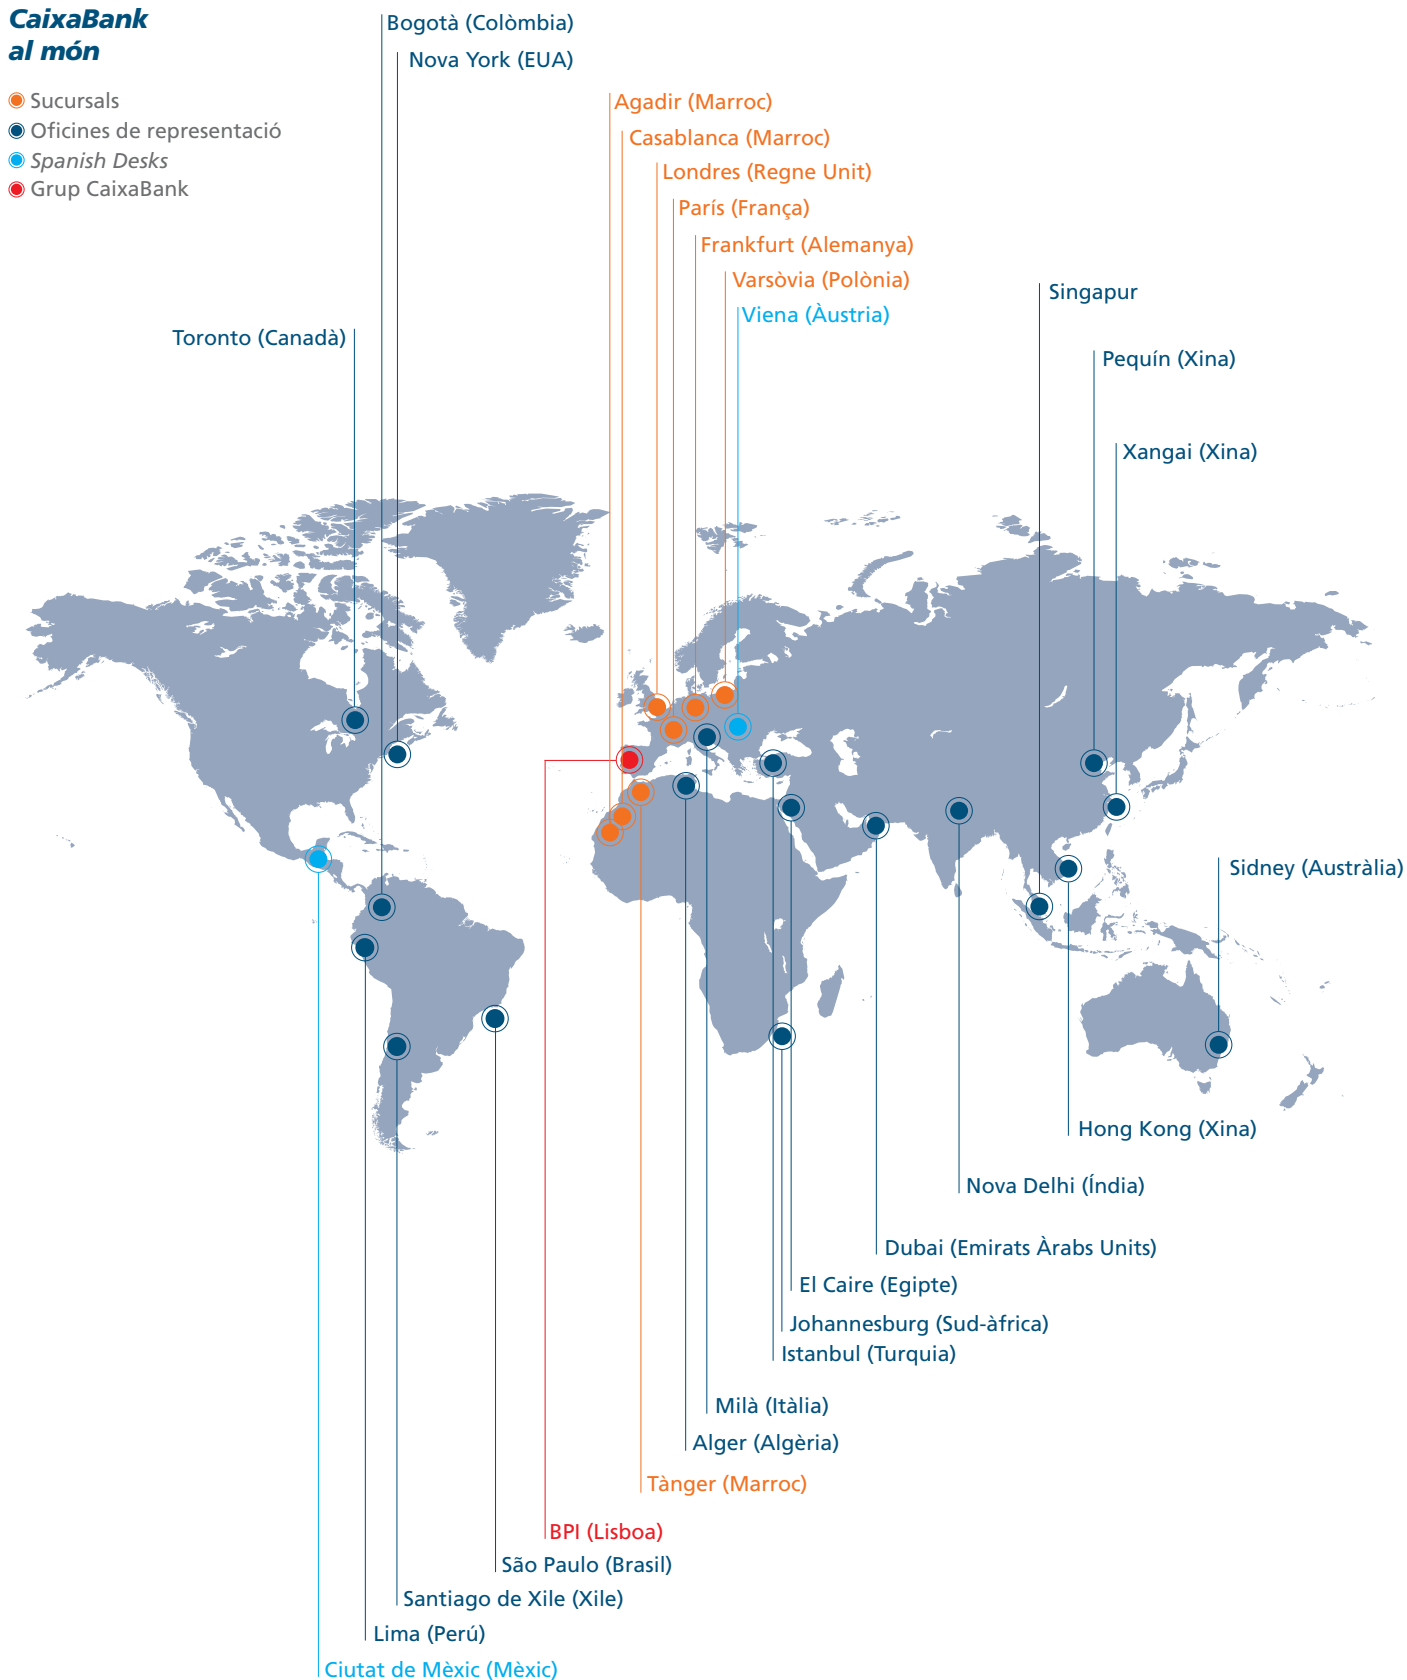 CaixaBank
al món
Sucursals
Oficines de representació
Spanish Desks
Grup CaixaBank
Bogotà (Colòmbia)
Nova York (EUA)
Agadir (Marroc)
Casablanca (Marroc)
Londres (Regne Unit)
París (França)
Frankfurt (Alemanya)
Varsòvia (Polònia)
Singapur
Viena (Àustria)
Toronto (Canadà)
Pequín (Xina)
Xangai (Xina)
Sidney (Austràlia)
Hong Kong (Xina)
Nova Delhi (Índia)
Dubai (Emirats Àrabs Units)
El Caire (Egipte)
Johannesburg (Sud-àfrica)
Istanbul (Turquia)
Milà (Itàlia)
Alger (Algèria)
Tànger (Marroc)
BPI (Lisboa)
São Paulo (Brasil)
Santiago de Xile (Xile)
Lima (Perú)
Ciutat de Mèxic (Mèxic)